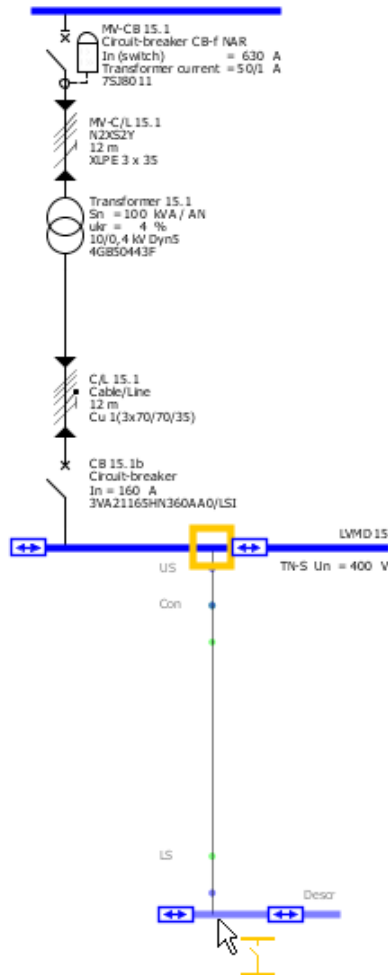 MV-CB 15.1
Circuit-breaker CB-f NAR
In (switch) = 630 A
Transformer current = 50/1 A
7SJ8011
MV-C/L 15.1
N2XS2Y
12 m
XLPE 3 x 35
Transformer 15.1
Sn = 100 kVA / AN
ukr = 4 %
10/0,4 kV Dyn5
4GB50443F
C/L 15.1
Cable/Line
12 m
Cu 1(3x70/70/35)
CB 15.1b
Circuit-breaker
In = 160 A
3VA21165HN360AA0/LSI
LVMD 15
US
TN-S Un = 400 V
Con
LS
Descr